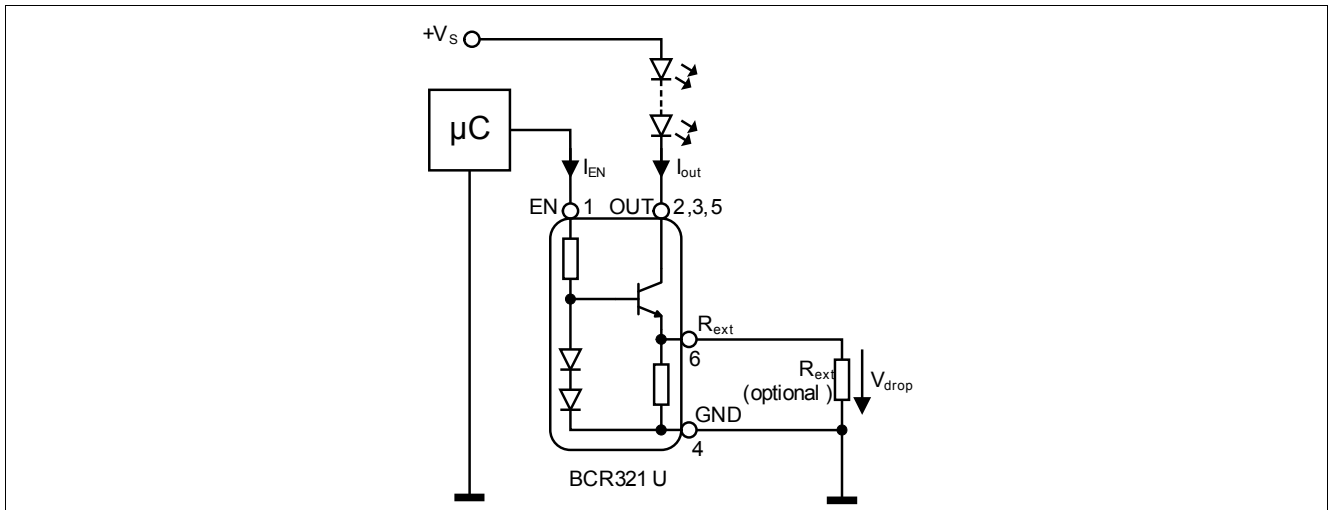 +VS
µC
IEN
Iout
EN 1 OUT 2,3,5
Rext
6
Rext
(optional)
Vdrop
GND
4
BCR321U